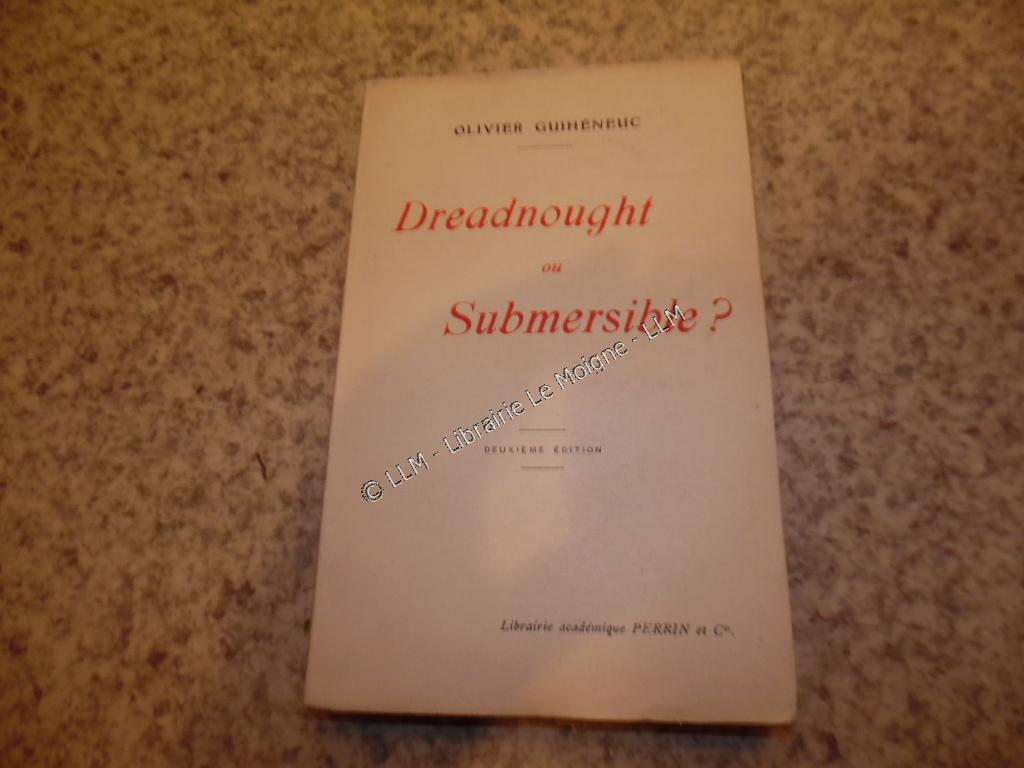 OLIVIER GUIHÉNEUC
Dreadnought
ou
Submersible ?
© LLM - Librairie Le Moigne - LLM
DEUXIÈME ÉDITION
Librairie académique PERRIN et Cie.